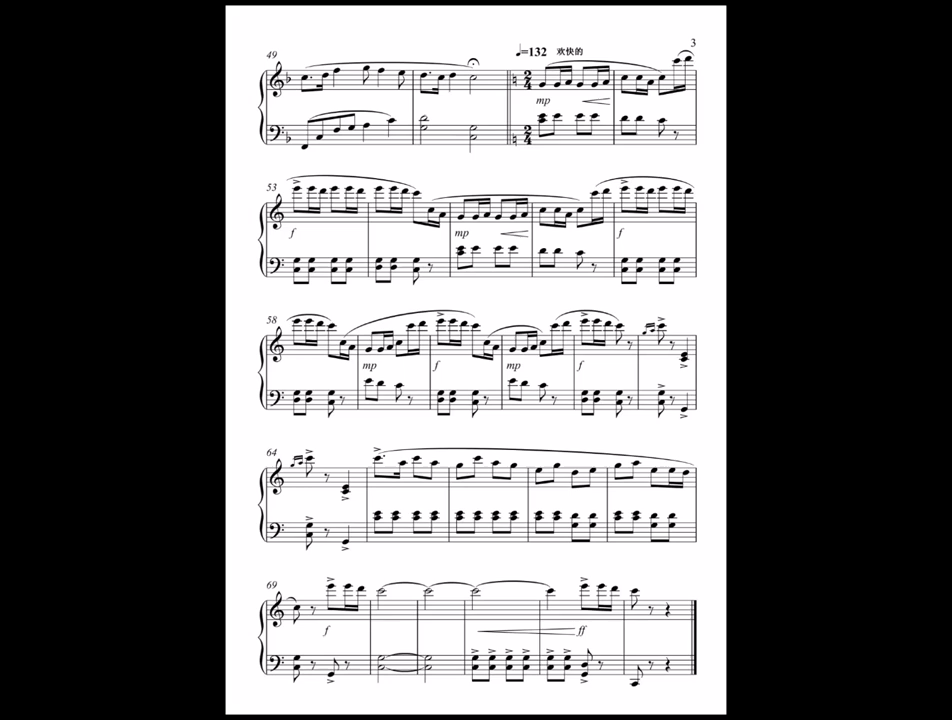 3
49 ♩=132 欢快的
mp
53
f mp f
58
mp f mp f
64
69
f ff